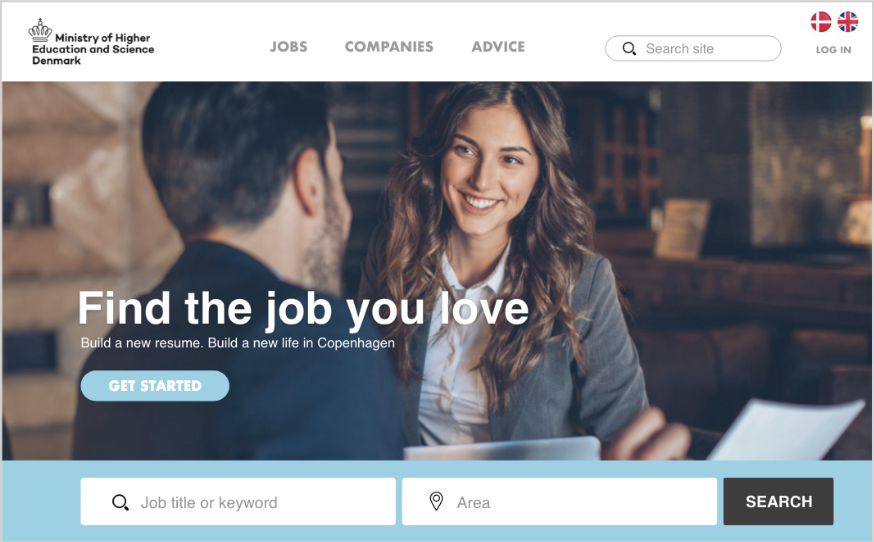 Ministry of Higher
Education and Science
Denmark
JOBS
COMPANIES
ADVICE
Search site
LOG IN
Find the job you love
Build a new resume. Build a new life in Copenhagen
GET STARTED
Job title or keyword
Area
SEARCH